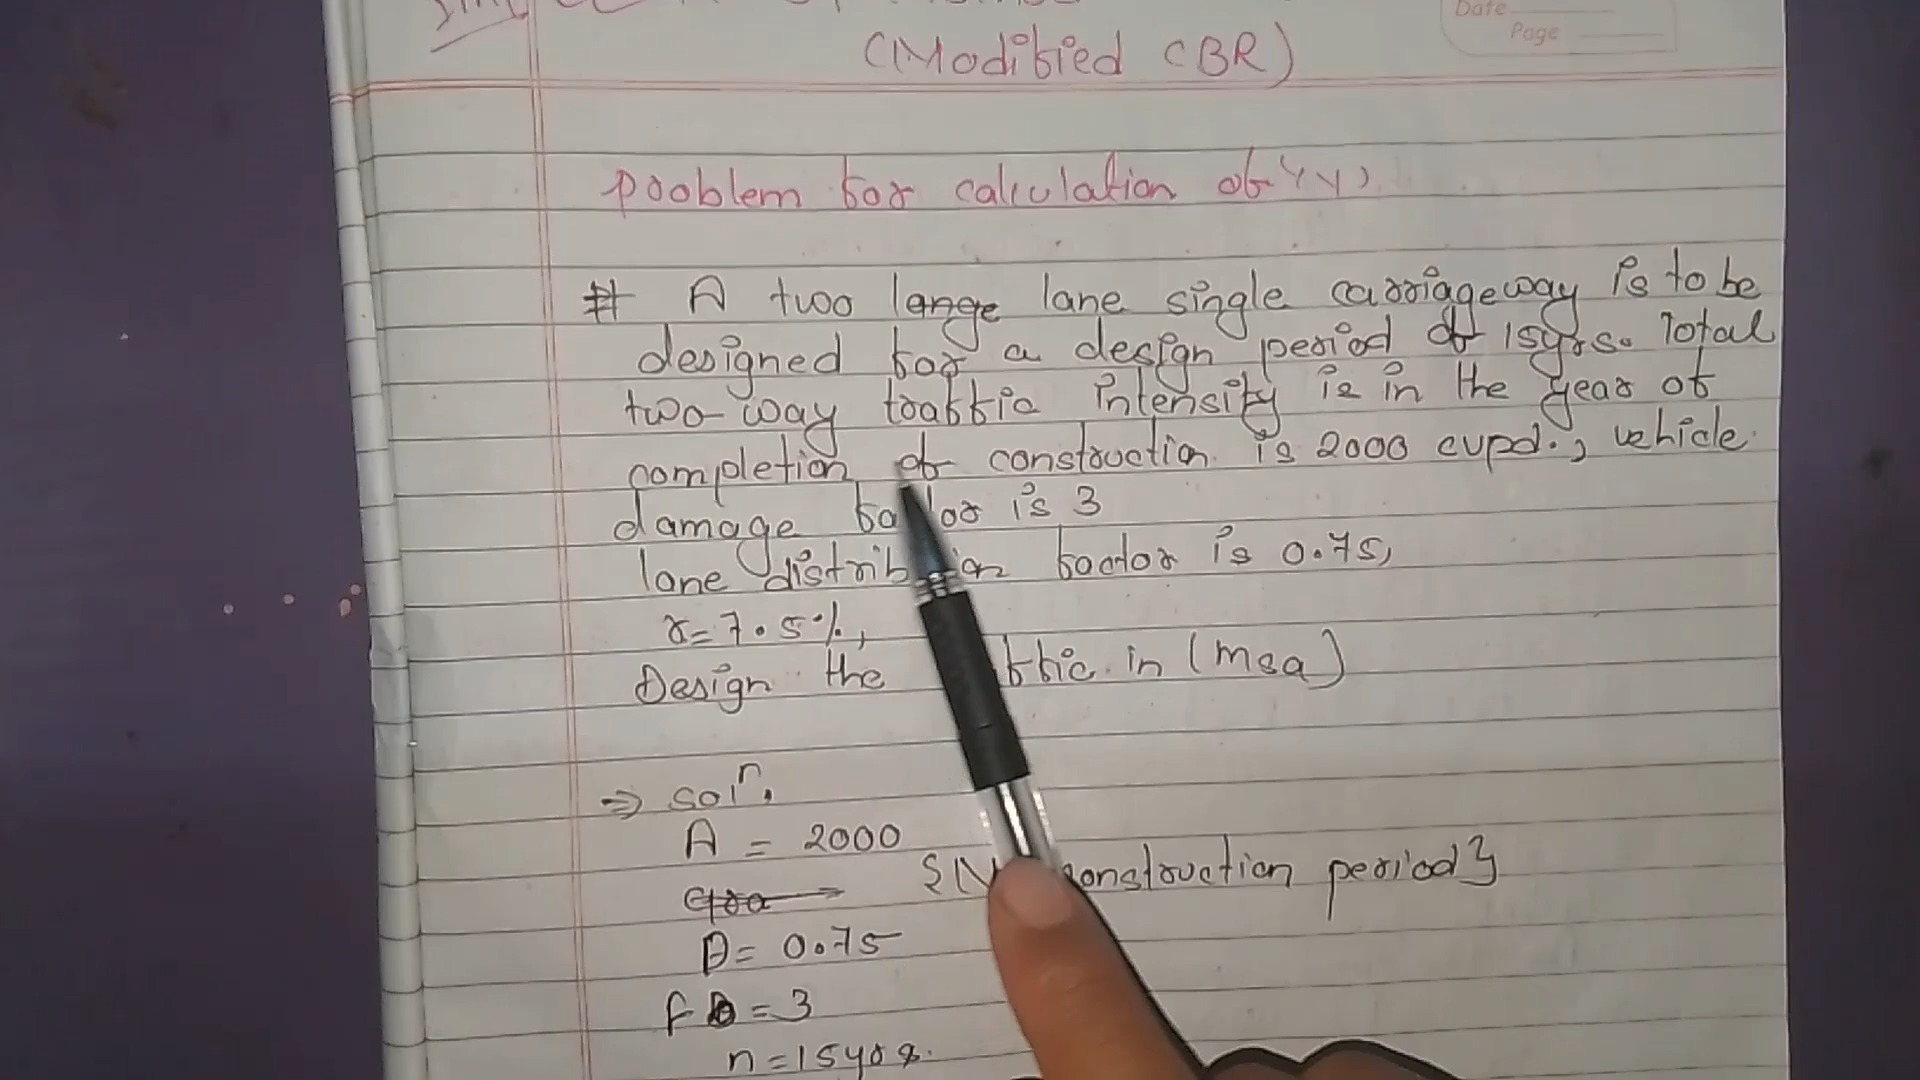 Date
Page
(Modified CBR)
problem for calculation of "Y"
# A two lange lane single carriageway is to be
designed for a design period of 15yrs. Total
two-way traffic intensity is in the year of
completion of construction is 2000 cvpd., vehicle
damage is 3
lane factor is 0.75,
r=7.5%,
Design the in (msa)
⇒ solⁿ.
A = 2000
construction period}
D= 0.75
F D = 3
n=15yrs.